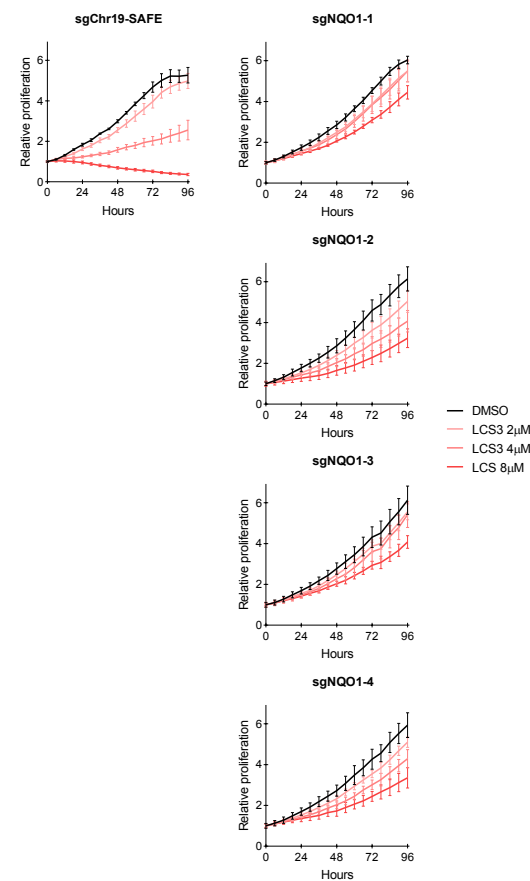 sgChr19-SAFE
Relative proliferation
6
4
2
0
0 24 48 72 96
Hours
sgNQO1-1
Relative proliferation
6
4
2
0
0 24 48 72 96
Hours
sgNQO1-2
Relative proliferation
6
4
2
0
0 24 48 72 96
Hours
DMSO
LCS3 2μM
LCS3 4μM
LCS 8μM
sgNQO1-3
Relative proliferation
6
4
2
0
0 24 48 72 96
Hours
sgNQO1-4
Relative proliferation
6
4
2
0
0 24 48 72 96
Hours